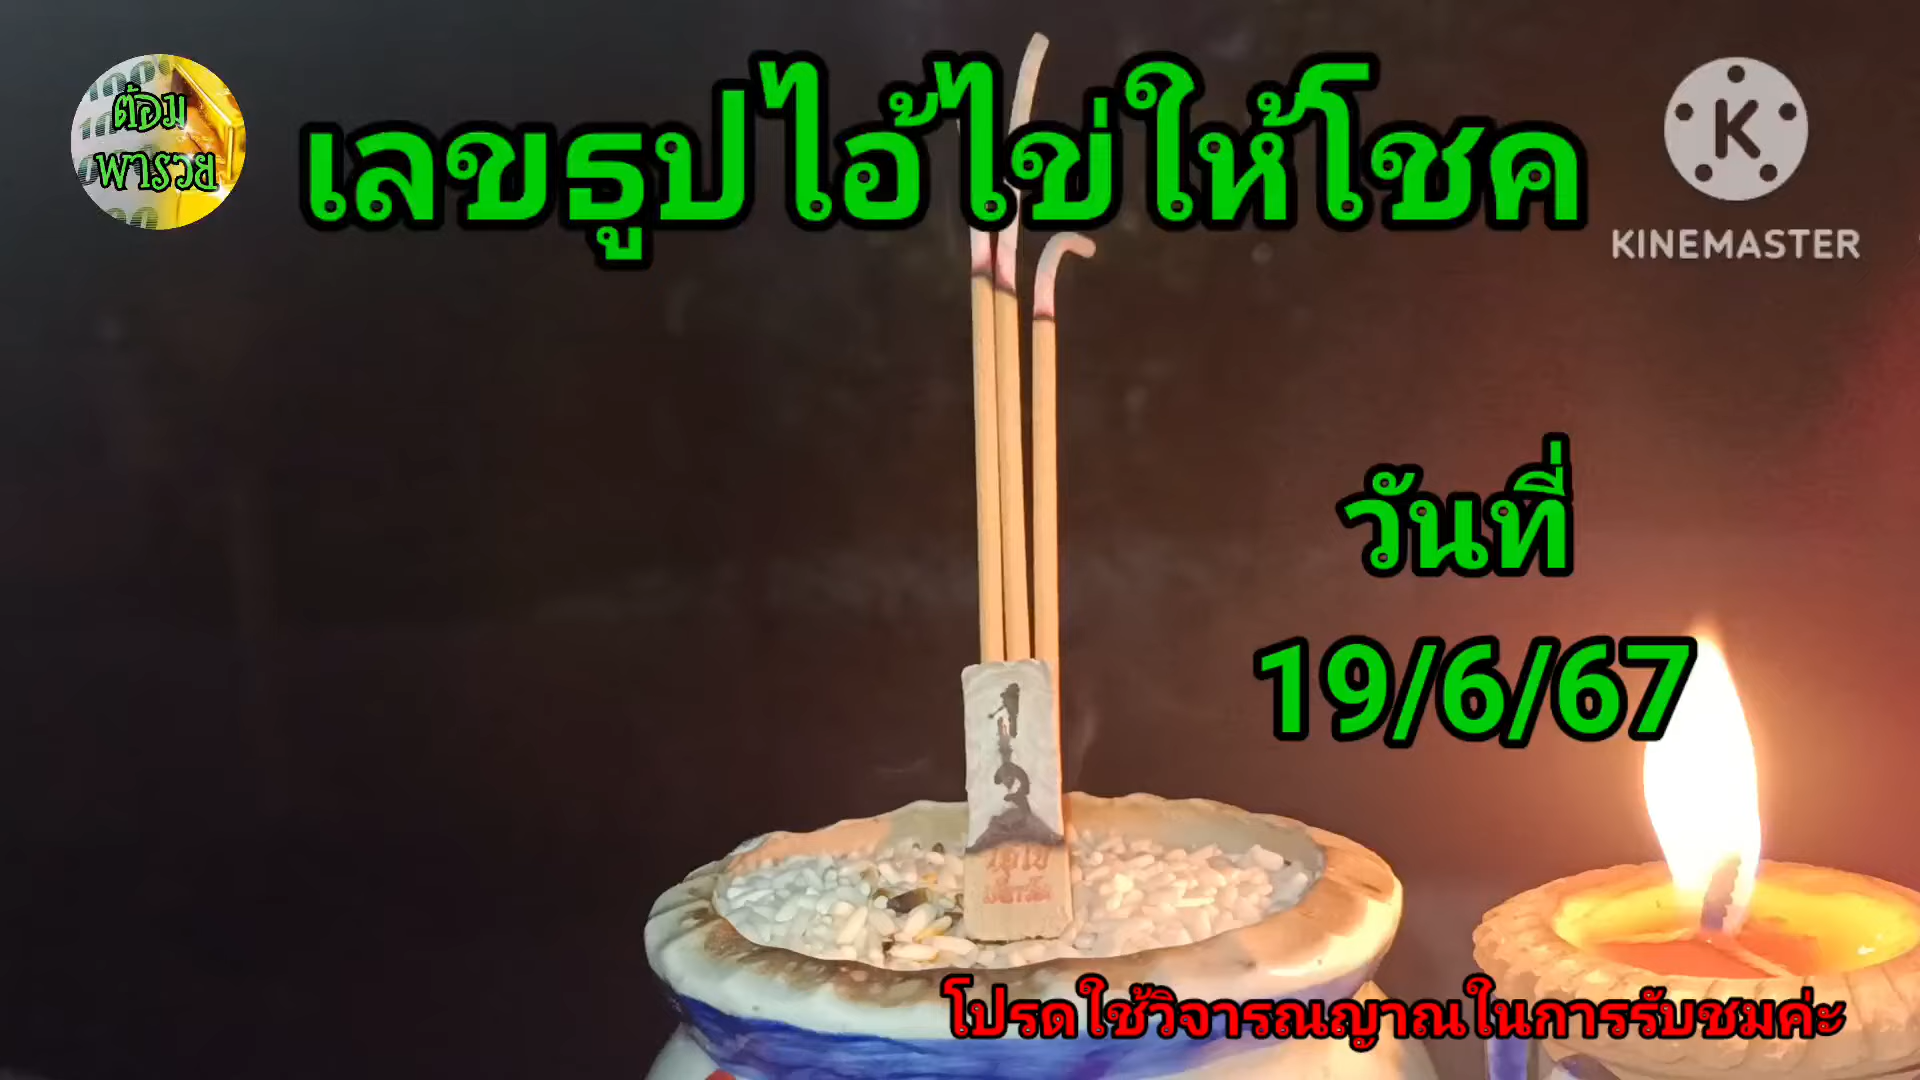 ต้อม
พารวย
เลขธูปไอ้ไข่ให้โชค
K
KINEMASTER
วันที่
19/6/67
โปรดใช้วิจารณญาณในการรับชมค่ะ